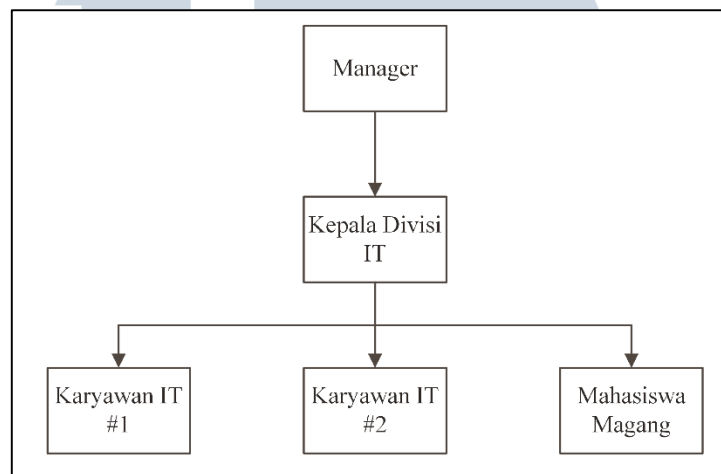 Manager
Kepala Divisi
IT
Karyawan IT
#1
Karyawan IT
#2
Mahasiswa
Magang